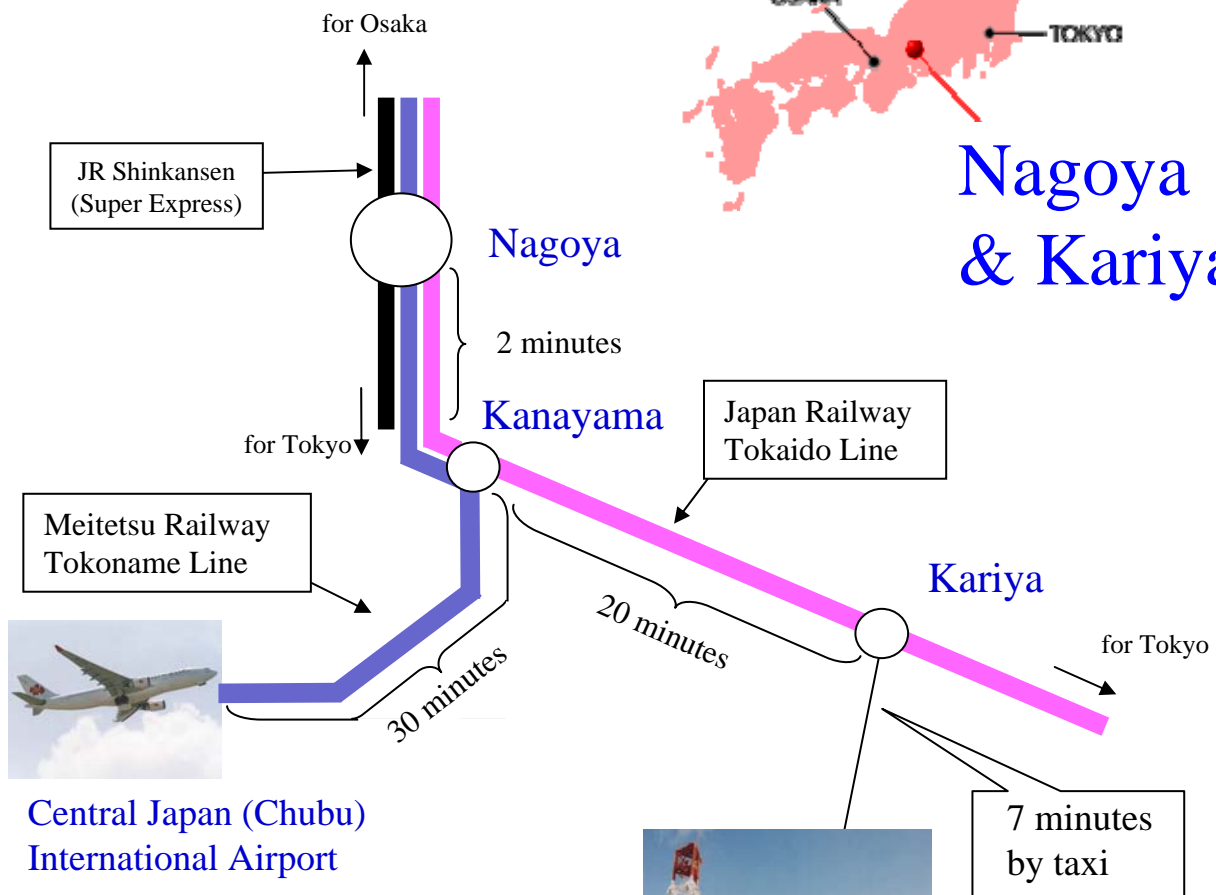 for Osaka
TOKYO
JR Shinkansen
(Super Express)
Nagoya
& Kariya
Nagoya
2 minutes
Kanayama
for Tokyo
Japan Railway
Tokaido Line
Meitetsu Railway
Tokoname Line
Kariya
20 minutes
for Tokyo
30 minutes
Central Japan (Chubu)
International Airport
7 minutes
by taxi